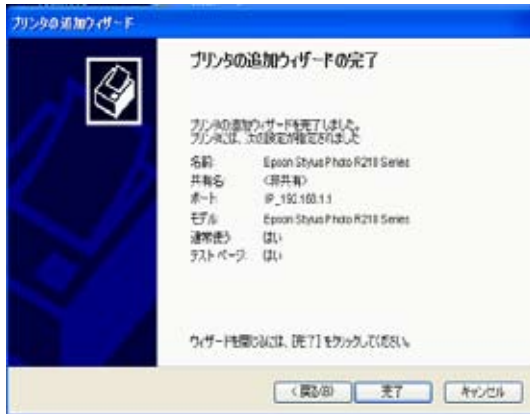 プリンタの追加ウィザード
プリンタの追加ウィザードの完了
プリンタの追加ウィザードを完了しました。
プリンタには、次の設定が指定されました
名前: Epson Stylus Photo R210 Series
共有名: <非共有>
ポート: IP_192.168.1.1
モデル: Epson Stylus Photo R210 Series
通常使う: はい
テスト ページ: はい
ウィザードを閉じるには、[完了] をクリックしてください。
< 戻る(B)
完了
キャンセル